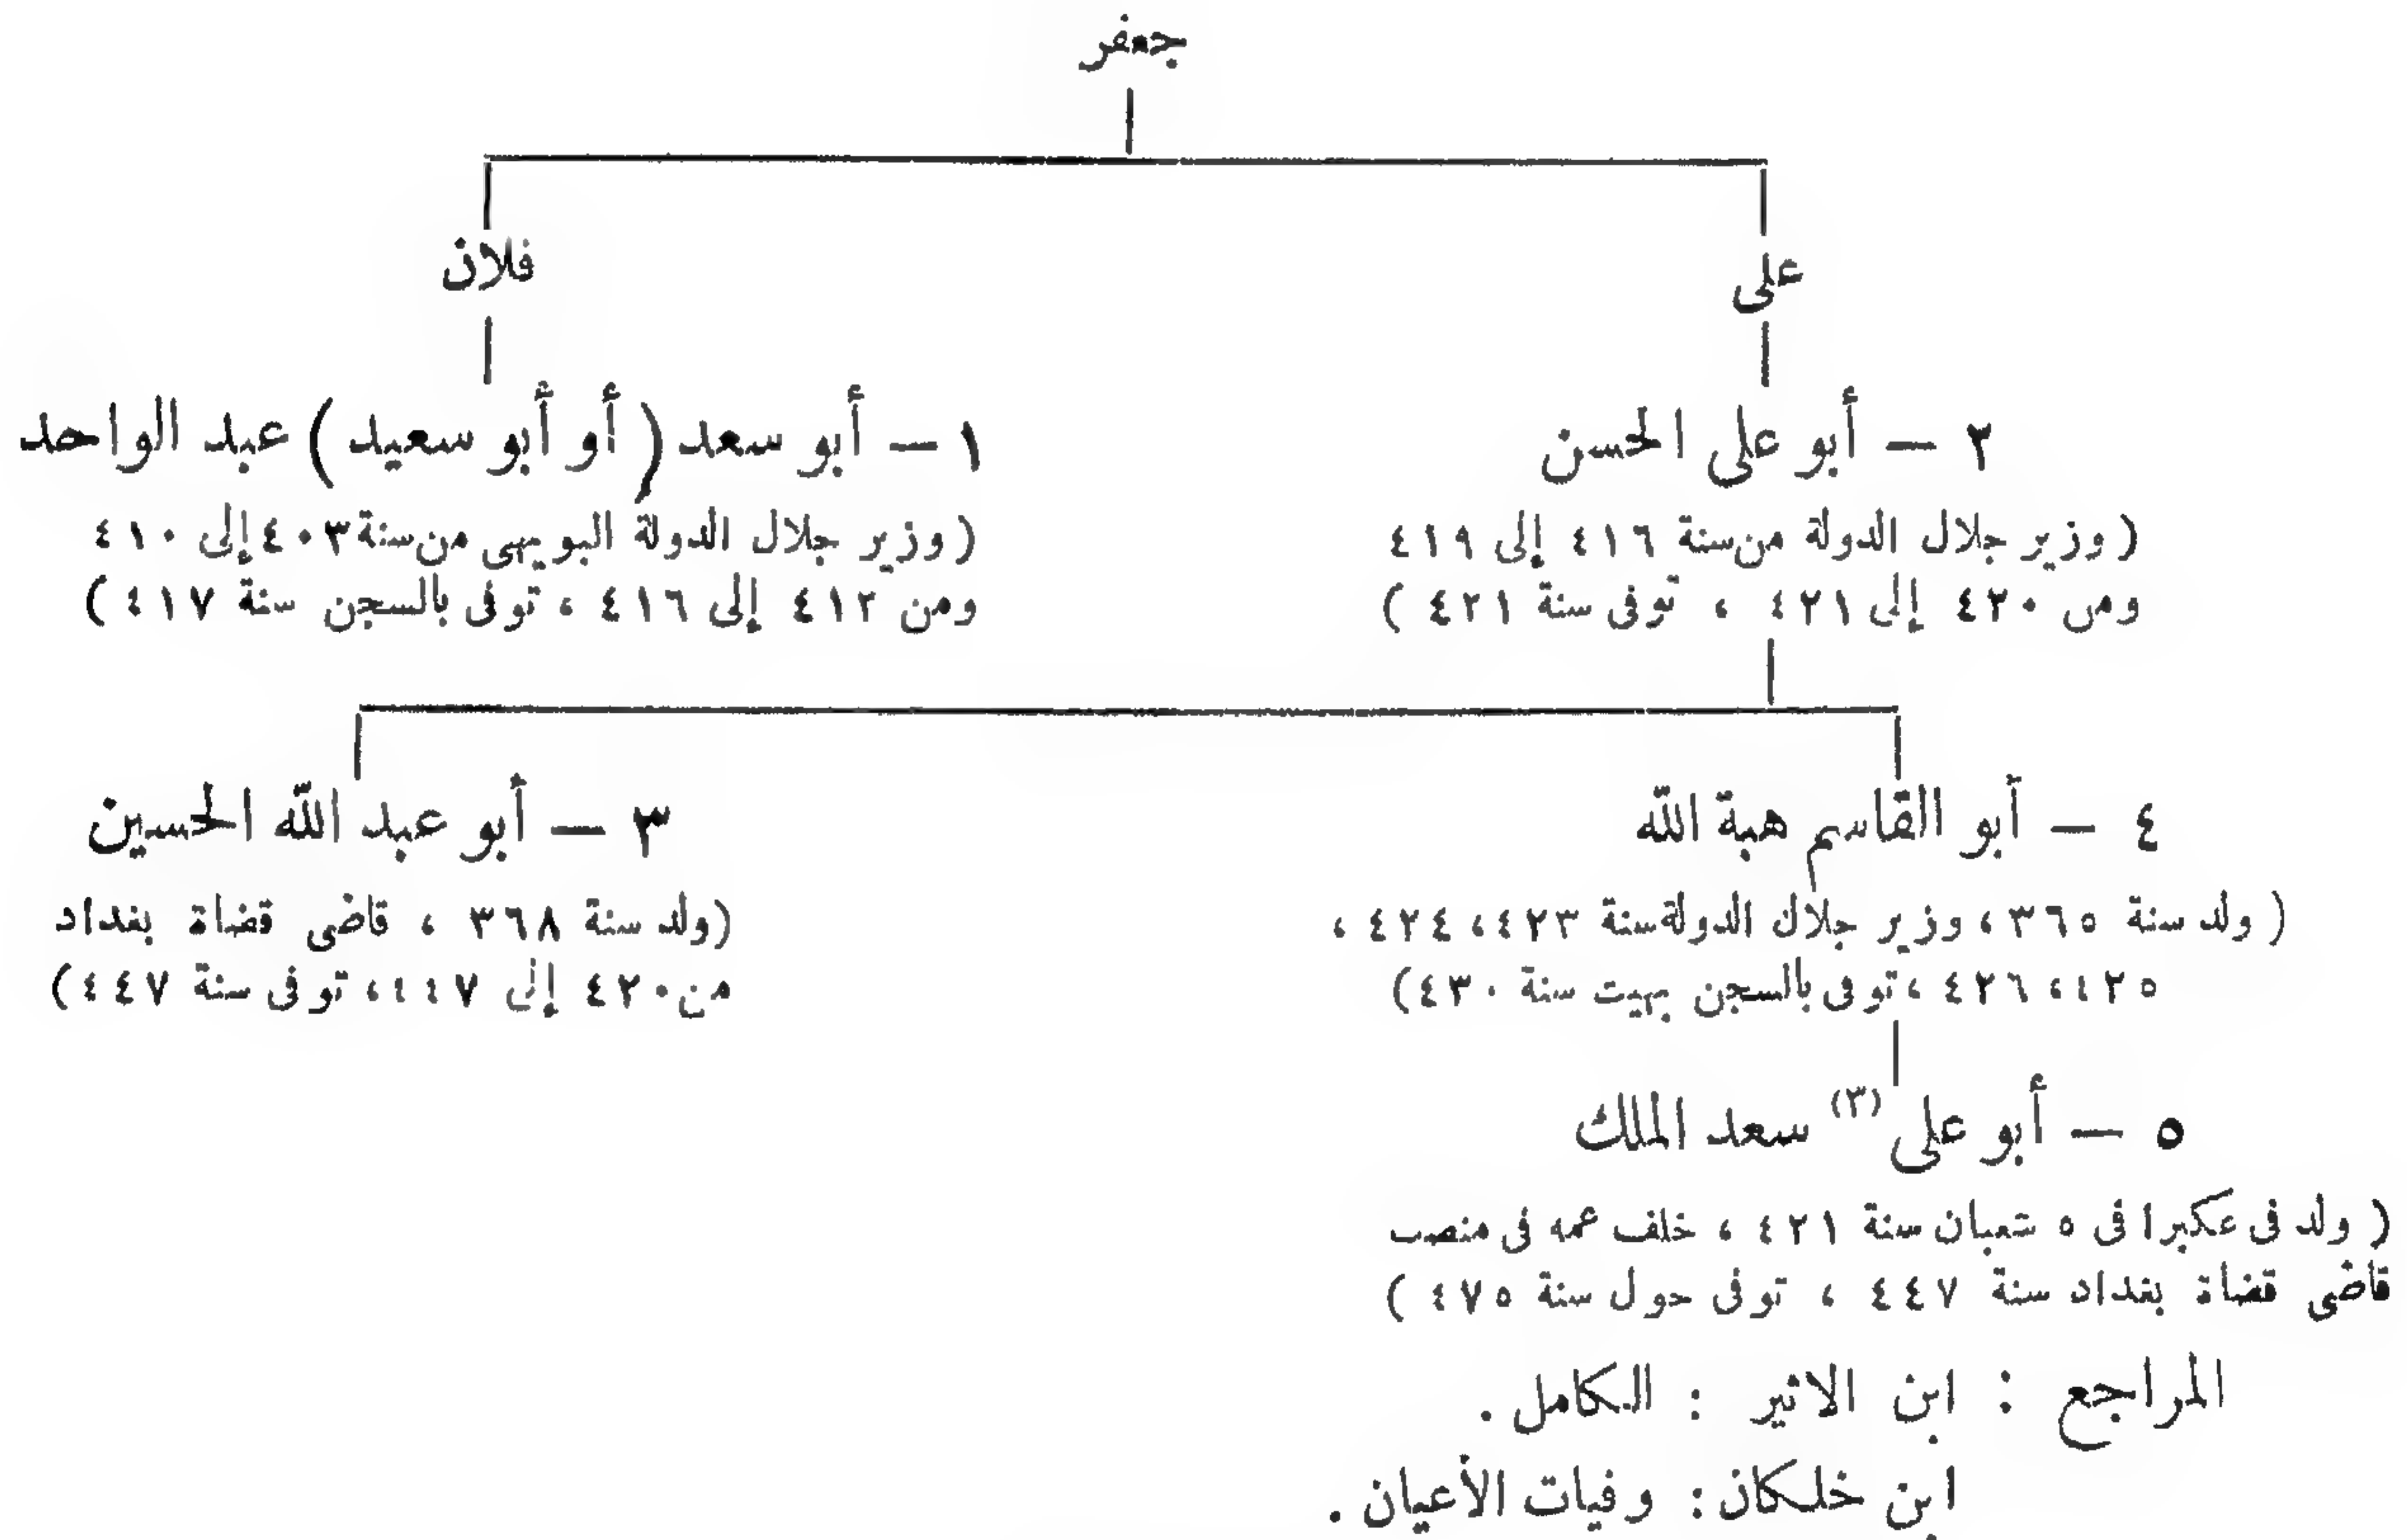 جعفر
على
فلان
٢ — أبو على الحسن
(وزير جلال الدولة من سنة ٤١٦ إلى ٤١٩
ومن ٤٢٠ إلى ٤٢١ ، توفى سنة ٤٢١ )
١ — أبو سعد ( أو أبو سعيد ) عبد الواحد
(وزير جلال الدولة البويهى من سنة ٤٠٣ إلى ٤١٠
ومن ٤١٢ إلى ٤١٦ ، توفى بالسجن سنة ٤١٧ )
٤ — أبو القاسم هبة الله
( ولد سنة ٣٦٥ ، وزير جلال الدولة سنة ٤٢٣ ، ٤٢٤ ،
٤٢٥ ، ٤٢٦ ، توفى بالسجن بهيت سنة ٤٣٠)
٣ — أبو عبد الله الحسين
(ولد سنة ٣٦٨ ، قاضى قضاة بغداد
من ٤٢٠ إلى ٤٤٧ ، توفى سنة ٤٤٧)
٥ — أبو على (٣) سعد الملك
( ولد فى عكبرا فى ٥ شعبان سنة ٤٢١ ، خلف عمه فى منصب
قاضى قضاة بغداد سنة ٤٤٧ ، توفى حول سنة ٤٧٥ )
المراجع : ابن الاثير : الكامل .
ابن خلكان : وفيات الأعيان .